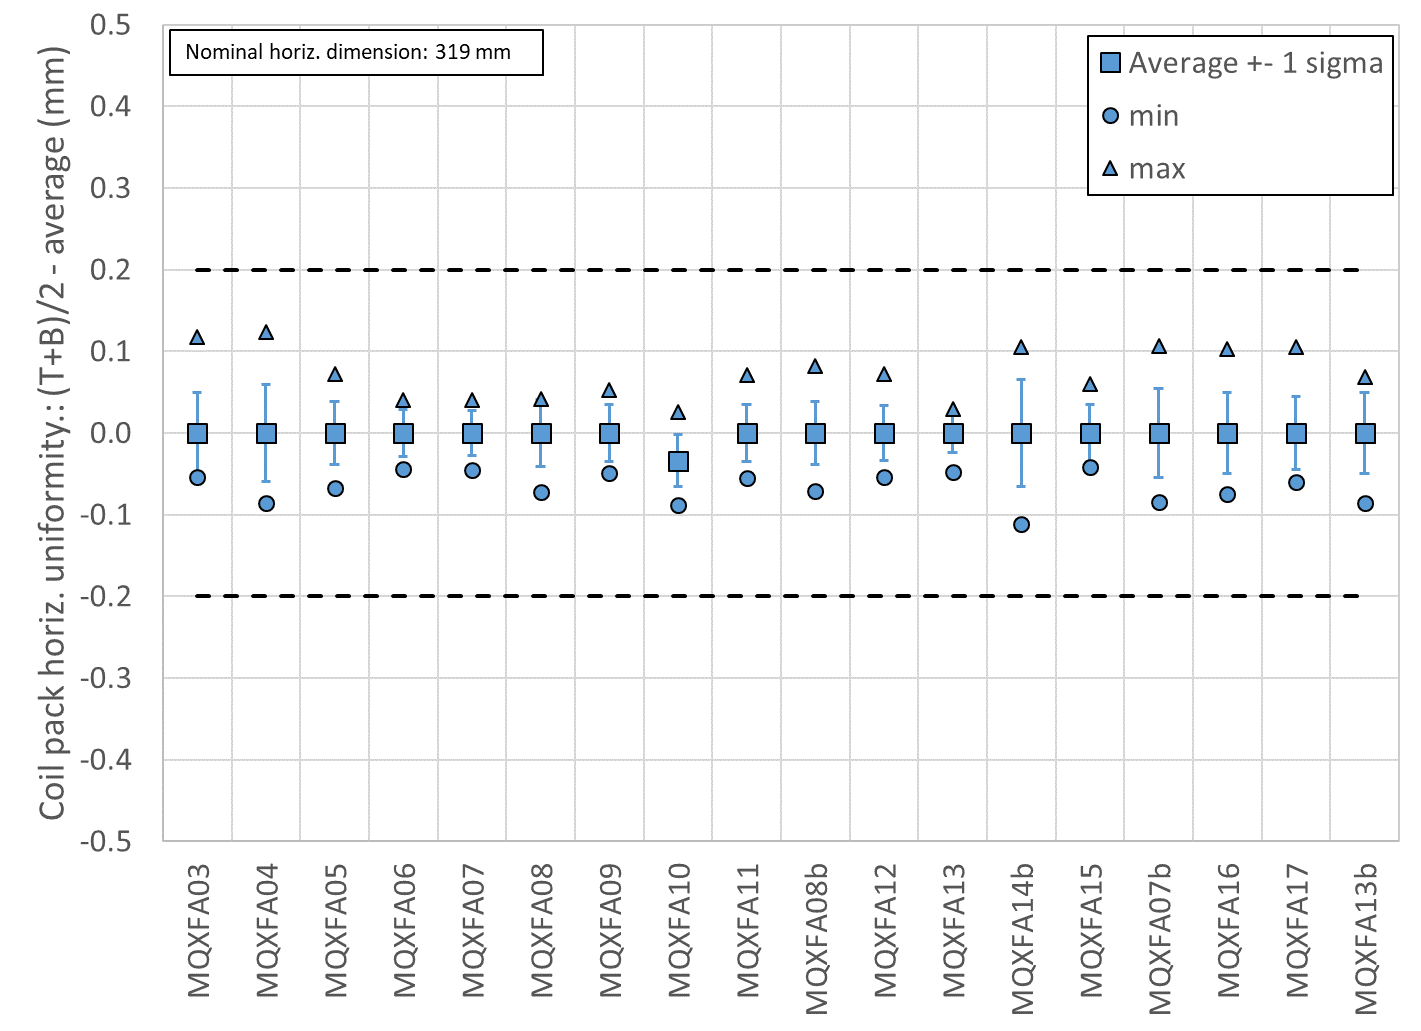 Coil pack horiz. uniformity.: (T+B)/2 - average (mm)
0.5
0.4
0.3
0.2
0.1
0.0
-0.1
-0.2
-0.3
-0.4
-0.5
Nominal horiz. dimension: 319 mm
Average +- 1 sigma
min
max
MQXFA03
MQXFA04
MQXFA05
MQXFA06
MQXFA07
MQXFA08
MQXFA09
MQXFA10
MQXFA11
MQXFA08b
MQXFA12
MQXFA13
MQXFA14b
MQXFA15
MQXFA07b
MQXFA16
MQXFA17
MQXFA13b